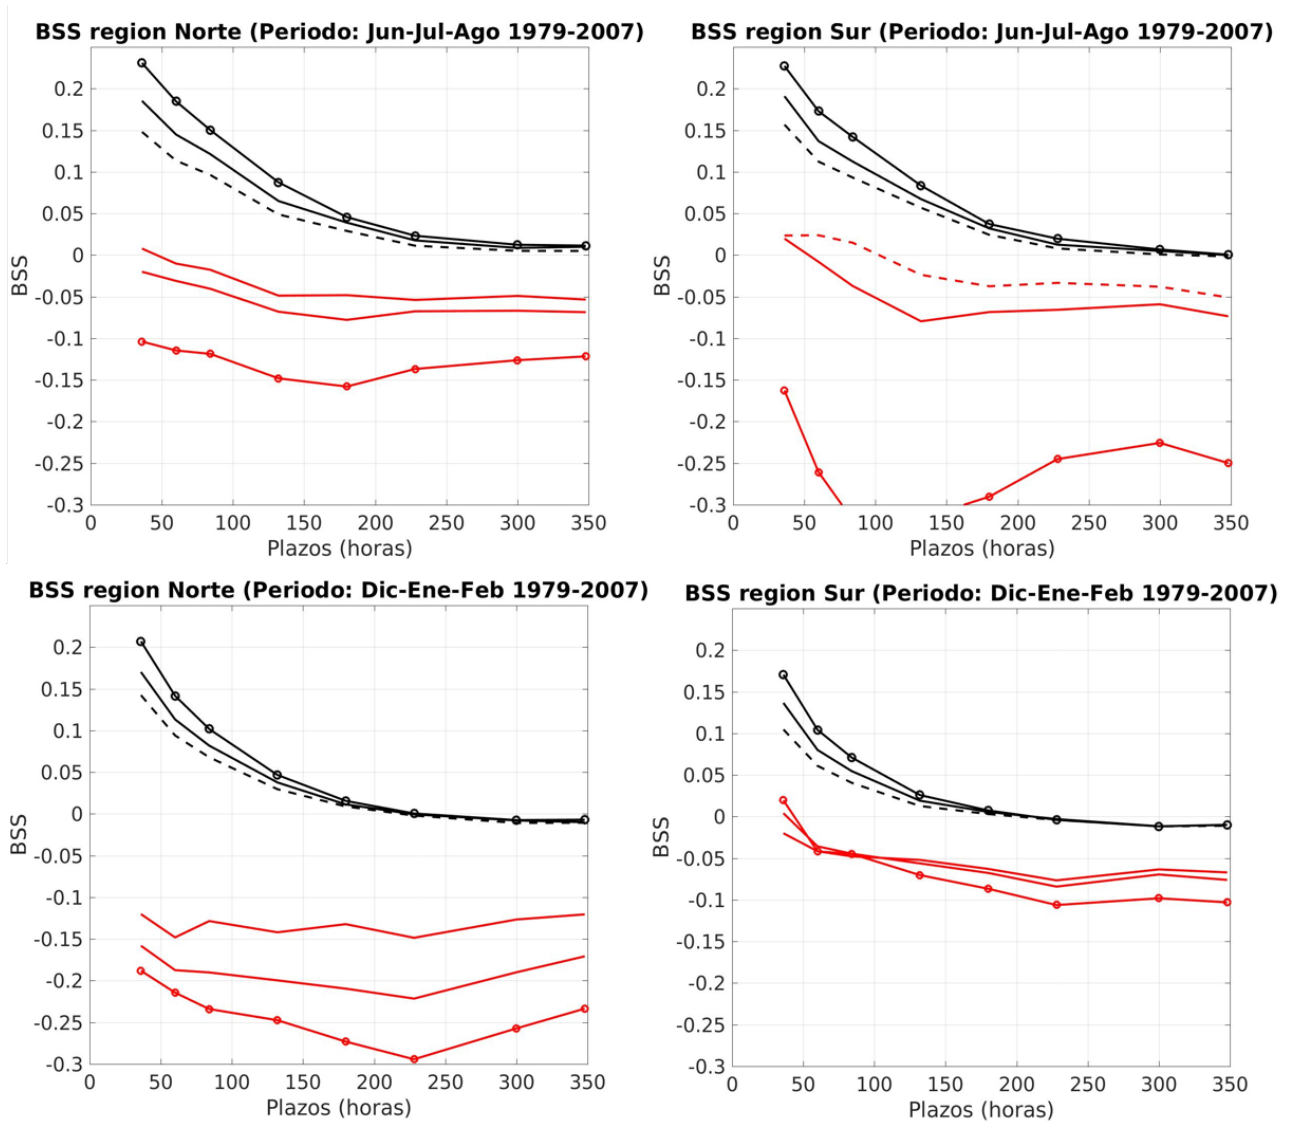 BSS region Norte (Periodo: Jun-Jul-Ago 1979-2007)
0.2
0.15
0.1
0.05
0
-0.05
-0.1
-0.15
-0.2
-0.25
-0.3
BSS
0 50 100 150 200 250 300 350
Plazos (horas)
BSS region Sur (Periodo: Jun-Jul-Ago 1979-2007)
0.2
0.15
0.1
0.05
0
-0.05
-0.1
-0.15
-0.2
-0.25
-0.3
BSS
0 50 100 150 200 250 300 350
Plazos (horas)
BSS region Norte (Periodo: Dic-Ene-Feb 1979-2007)
0.2
0.15
0.1
0.05
0
-0.05
-0.1
-0.15
-0.2
-0.25
-0.3
BSS
0 50 100 150 200 250 300 350
Plazos (horas)
BSS region Sur (Periodo: Dic-Ene-Feb 1979-2007)
0.2
0.15
0.1
0.05
0
-0.05
-0.1
-0.15
-0.2
-0.25
-0.3
BSS
0 50 100 150 200 250 300 350
Plazos (horas)